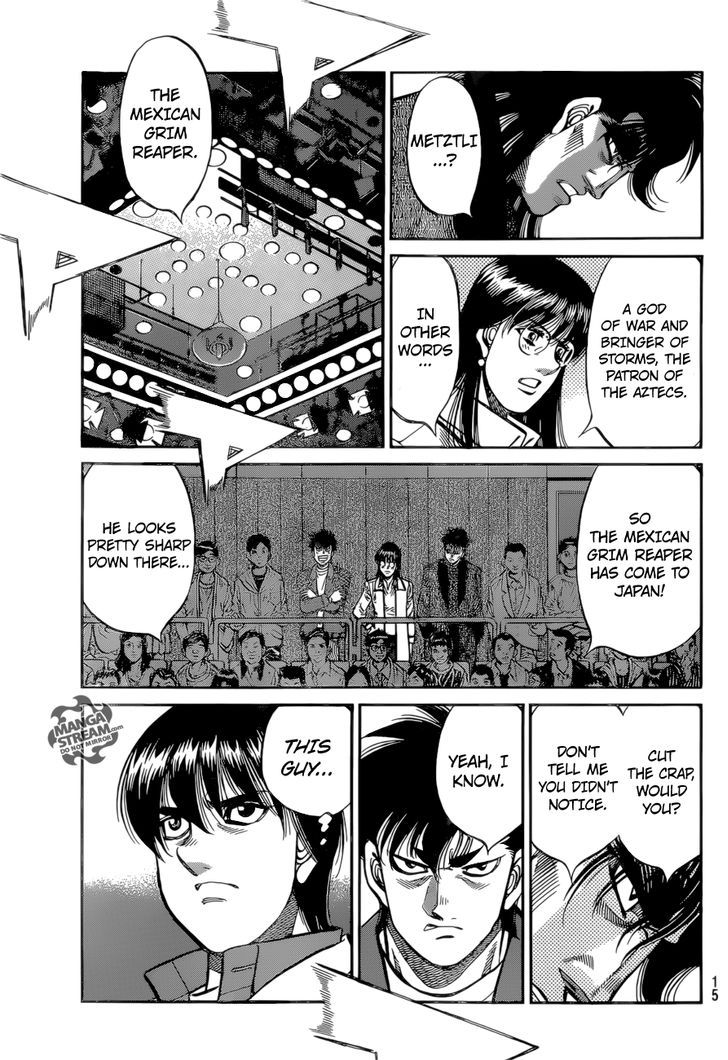 METZTLI
...?
THE
MEXICAN
GRIM
REAPER.
A GOD
OF WAR AND
BRINGER OF
STORMS, THE
PATRON OF
THE AZTECS.
IN
OTHER
WORDS
...
SO
THE MEXICAN
GRIM REAPER
HAS COME TO
JAPAN!
HE LOOKS
PRETTY SHARP
DOWN THERE...
CUT
THE CRAP,
WOULD
YOU?
DON'T
TELL ME
YOU DIDN'T
NOTICE.
YEAH, I
KNOW.
THIS
GUY...
MANGA
STREAM.com
DO NOT MIRROR
15